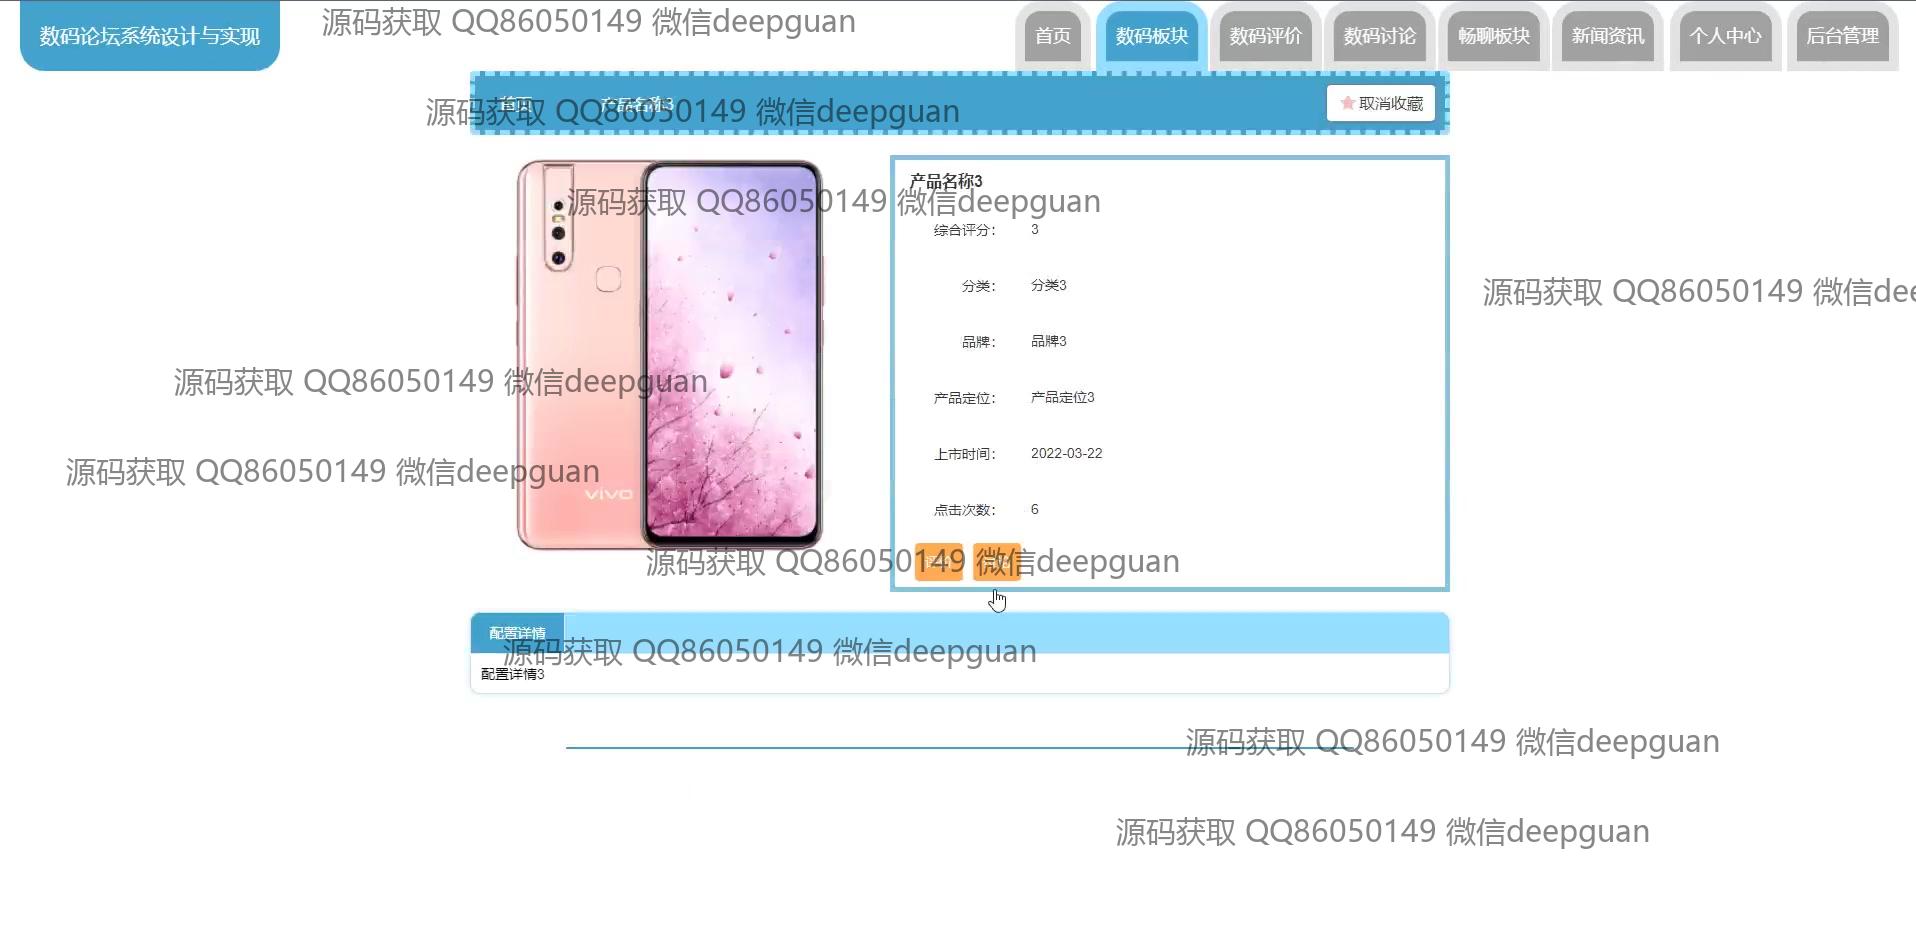 数码论坛系统设计与实现
源码获取 QQ86050149 微信deepguan
首页 数码板块 数码评价 数码讨论 畅聊板块 新闻资讯 个人中心 后台管理
首页 产品名称3
源码获取 QQ86050149 微信deepguan
取消收藏
产品名称3
源码获取 QQ86050149 微信deepguan
综合评分： 3
分类： 分类3
源码获取 QQ86050149 微信dee
品牌： 品牌3
源码获取 QQ86050149 微信deepguan
产品定位： 产品定位3
上市时间： 2022-03-22
源码获取 QQ86050149 微信deepguan
vivo
点击次数： 6
源码获取 QQ86050149 微信deepguan
配置详情
源码获取 QQ86050149 微信deepguan
配置详情3
源码获取 QQ86050149 微信deepguan
源码获取 QQ86050149 微信deepguan